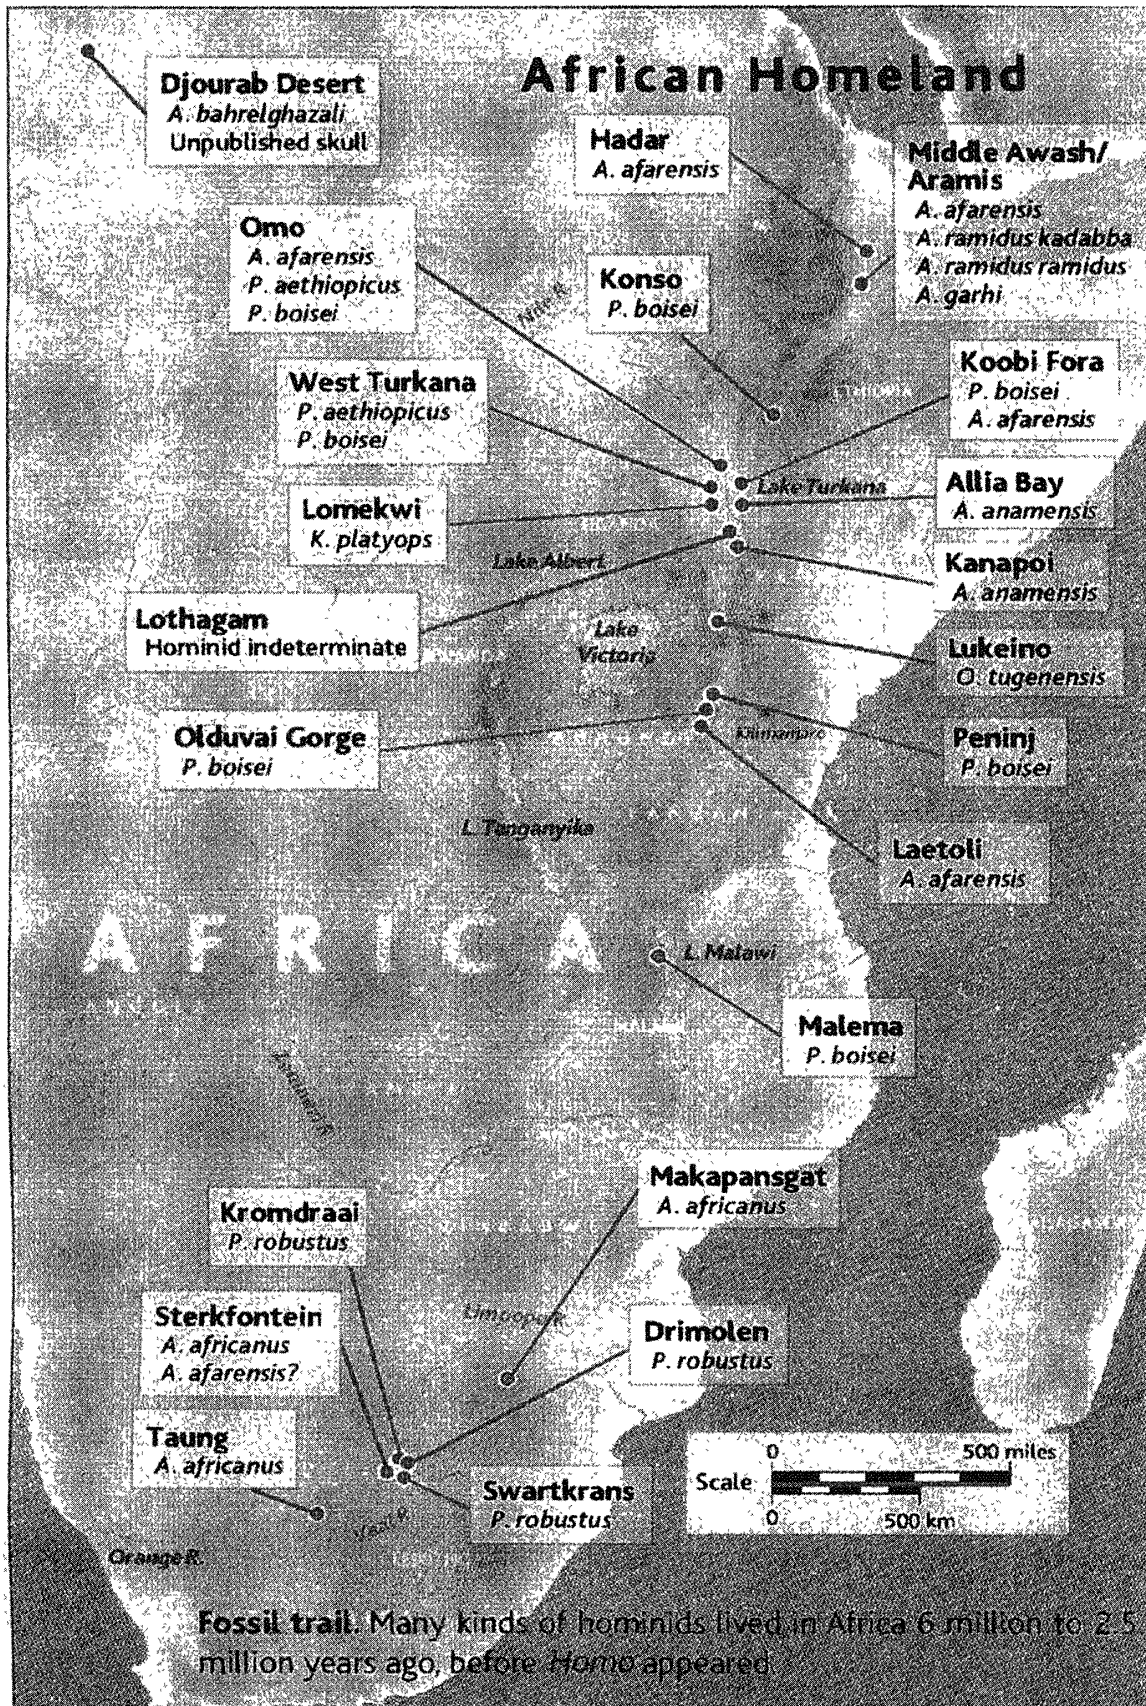 African Homeland
Djourab Desert
A. bahrelghazali
Unpublished skull
Hadar
A. afarensis
Middle Awash/
Aramis
A. afarensis
A. ramidus kadabba
A. ramidus ramidus
A. garhi
Omo
A. afarensis
P. aethiopicus
P. boisei
Konso
P. boisei
Nile R.
West Turkana
P. aethiopicus
P. boisei
Koobi Fora
P. boisei
A. afarensis
Lake Turkana
Allia Bay
A. anamensis
Lomekwi
K. platyops
Lake Albert
Kanapoi
A. anamensis
Lothagam
Hominid indeterminate
Lake
Victoria
Lukeino
O. tugenensis
Olduvai Gorge
P. boisei
Kilimanjaro
Peninj
P. boisei
L. Tanganyika
Laetoli
A. afarensis
AFRICA
ANGOLA
L. Malawi
Malema
P. boisei
Makapansgat
A. africanus
Kromdraai
P. robustus
Sterkfontein
A. africanus
A. afarensis?
Limpopo R.
Drimolen
P. robustus
Taung
A. africanus
Swartkrans
P. robustus
Vaal R.
Orange R.
Scale
0 500 miles
0 500 km
Fossil trail. Many kinds of hominids lived in Africa 6 million to 2.5
million years ago, before Homo appeared